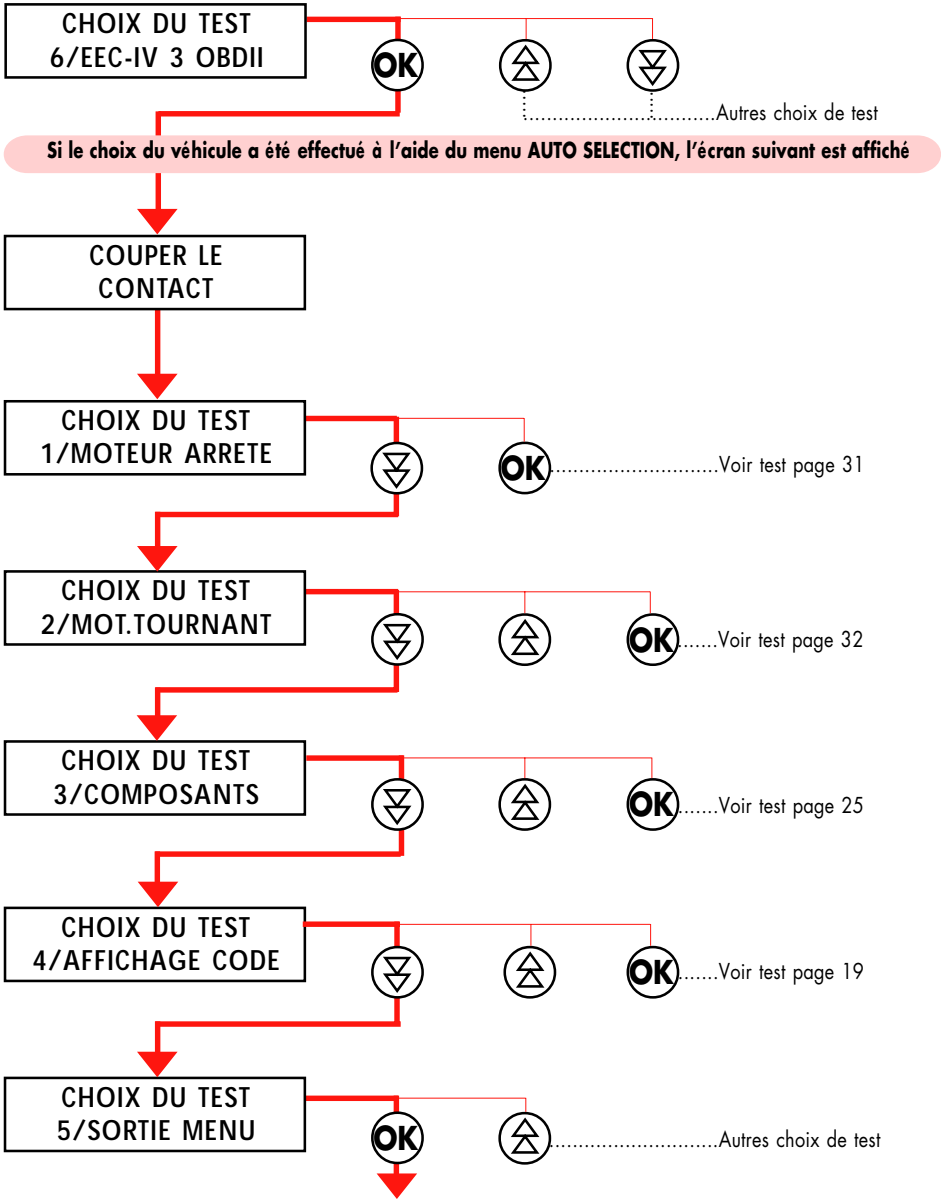 CHOIX DU TEST
6/EEC-IV 3 OBDII
OK
..................................Autres choix de test
Si le choix du véhicule a été effectué à l'aide du menu AUTO SELECTION, l'écran suivant est affiché
COUPER LE
CONTACT
CHOIX DU TEST
1/MOTEUR ARRETE
OK
..............................Voir test page 31
CHOIX DU TEST
2/MOT.TOURNANT
OK
.......Voir test page 32
CHOIX DU TEST
3/COMPOSANTS
OK
.......Voir test page 25
CHOIX DU TEST
4/AFFICHAGE CODE
OK
.......Voir test page 19
CHOIX DU TEST
5/SORTIE MENU
OK
..............................Autres choix de test